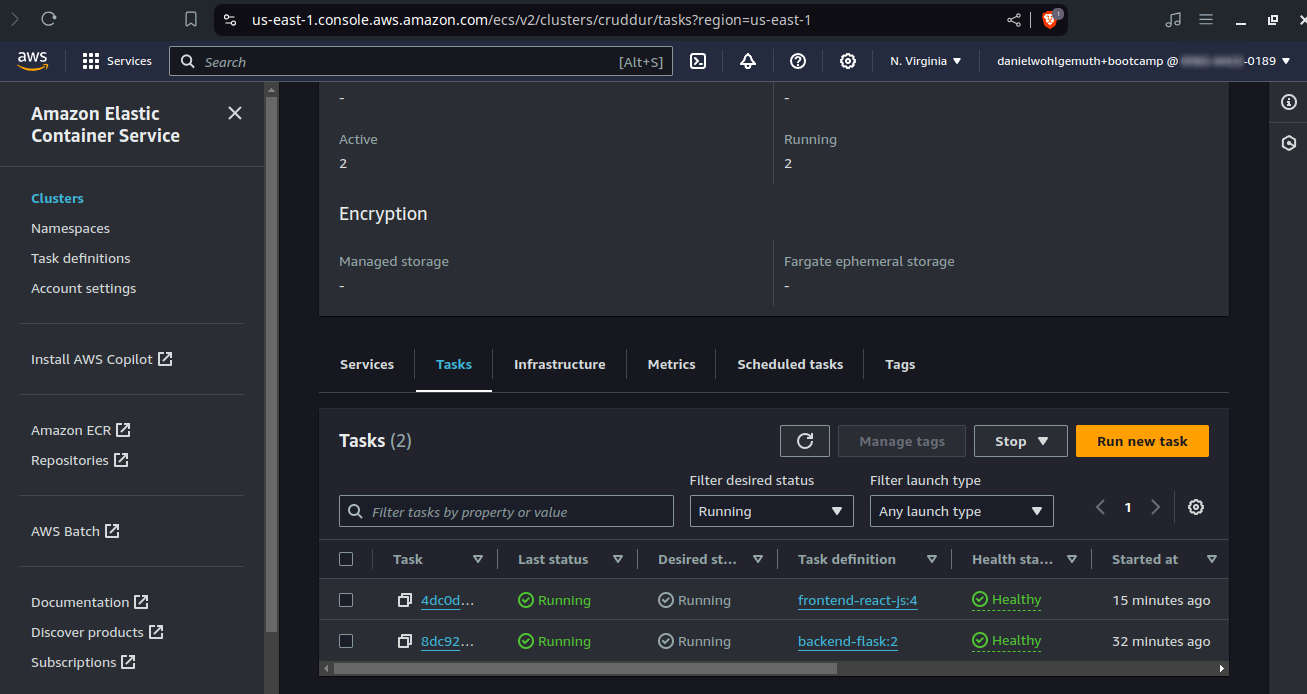 us-east-1.console.aws.amazon.com/ecs/v2/clusters/cruddur/tasks?region=us-east-1
1
aws
Services
Search
[Alt+S]
N. Virginia
danielwohlgemuth+bootcamp @
-0189
Amazon Elastic
Container Service
Clusters
Namespaces
Task definitions
Account settings
Install AWS Copilot
Amazon ECR
Repositories
AWS Batch
Documentation
Discover products
Subscriptions
-
-
Active
Running
2
2
Encryption
Managed storage
Fargate ephemeral storage
-
-
Services
Tasks
Infrastructure
Metrics
Scheduled tasks
Tags
Tasks (2)
Manage tags
Stop
Run new task
Filter desired status
Filter launch type
Filter tasks by property or value
Running
Any launch type
1
Task
Last status
Desired st...
Task definition
Health sta...
Started at
4dc0d...
Running
Running
frontend-react-js:4
Healthy
15 minutes ago
8dc92...
Running
Running
backend-flask:2
Healthy
32 minutes ago